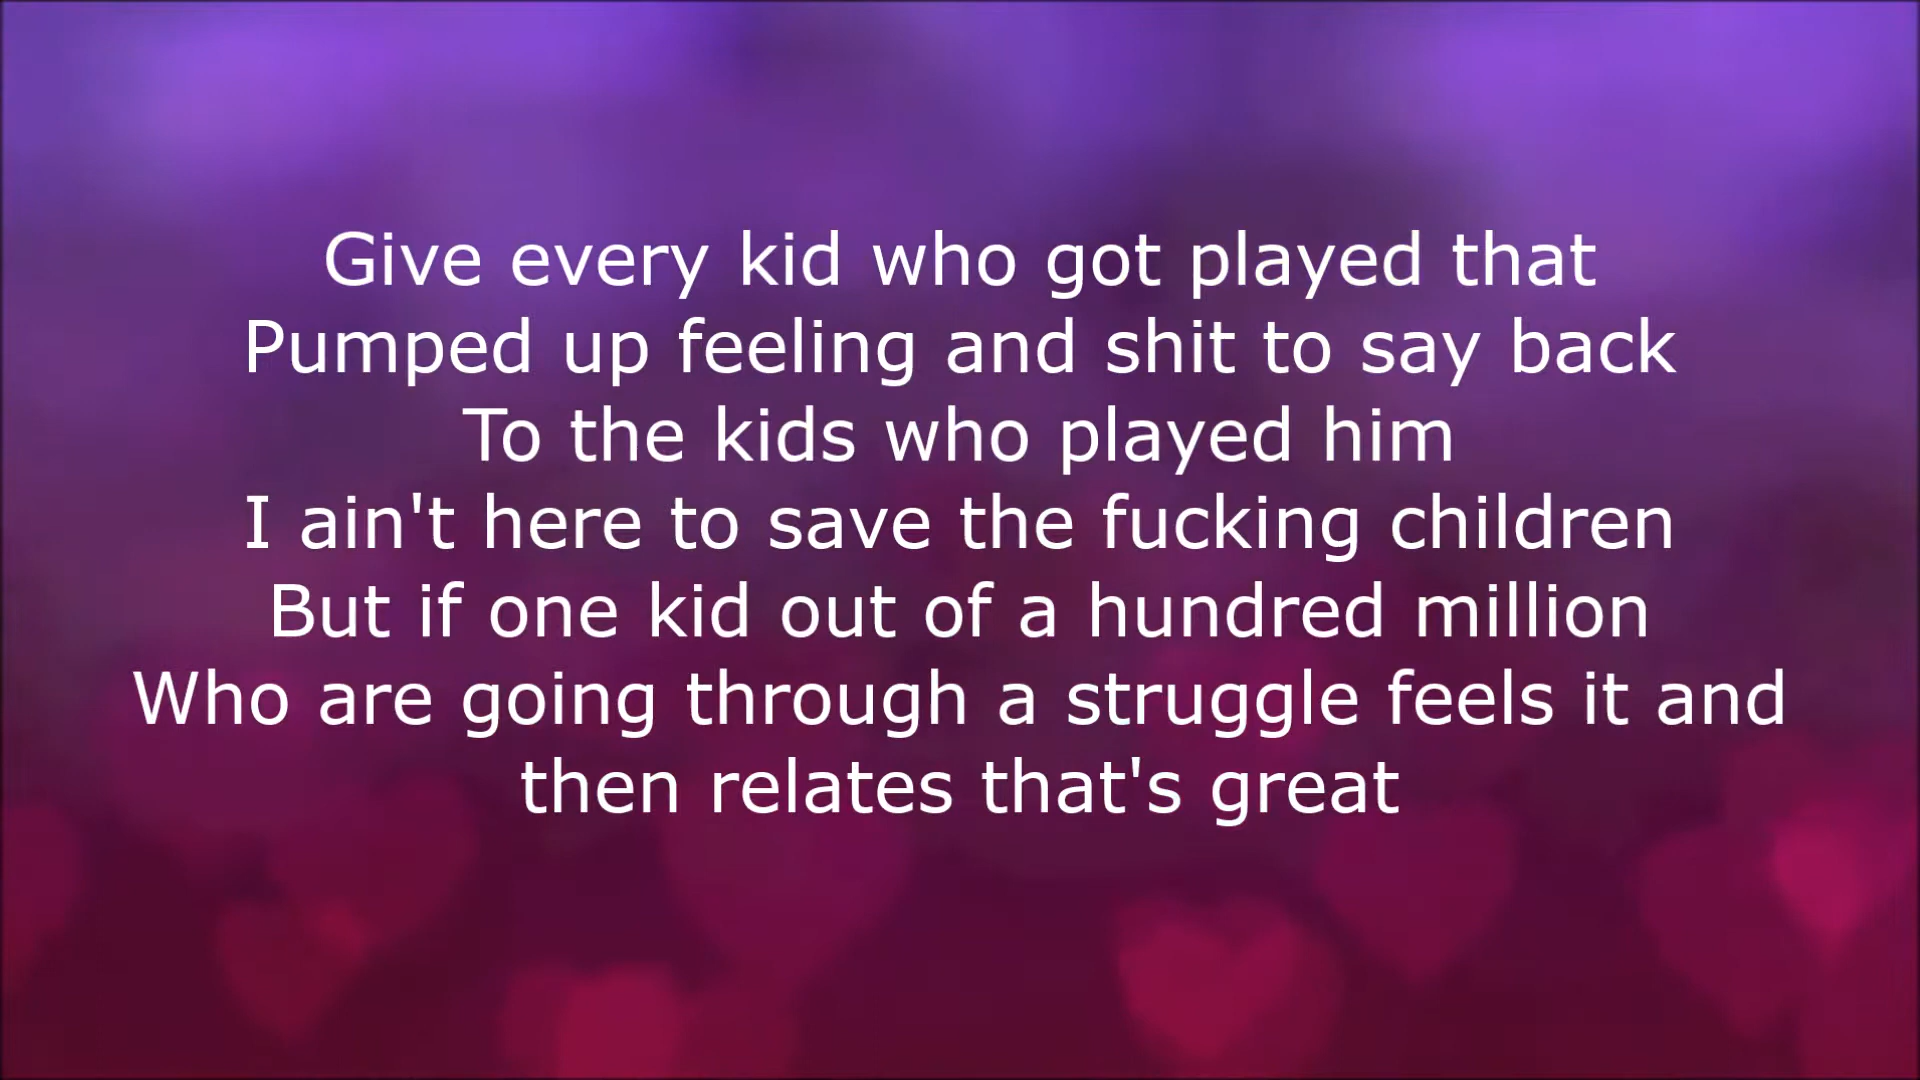 Give every kid who got played that
Pumped up feeling and shit to say back
To the kids who played him
I ain't here to save the fucking children
But if one kid out of a hundred million
Who are going through a struggle feels it and
then relates that's great